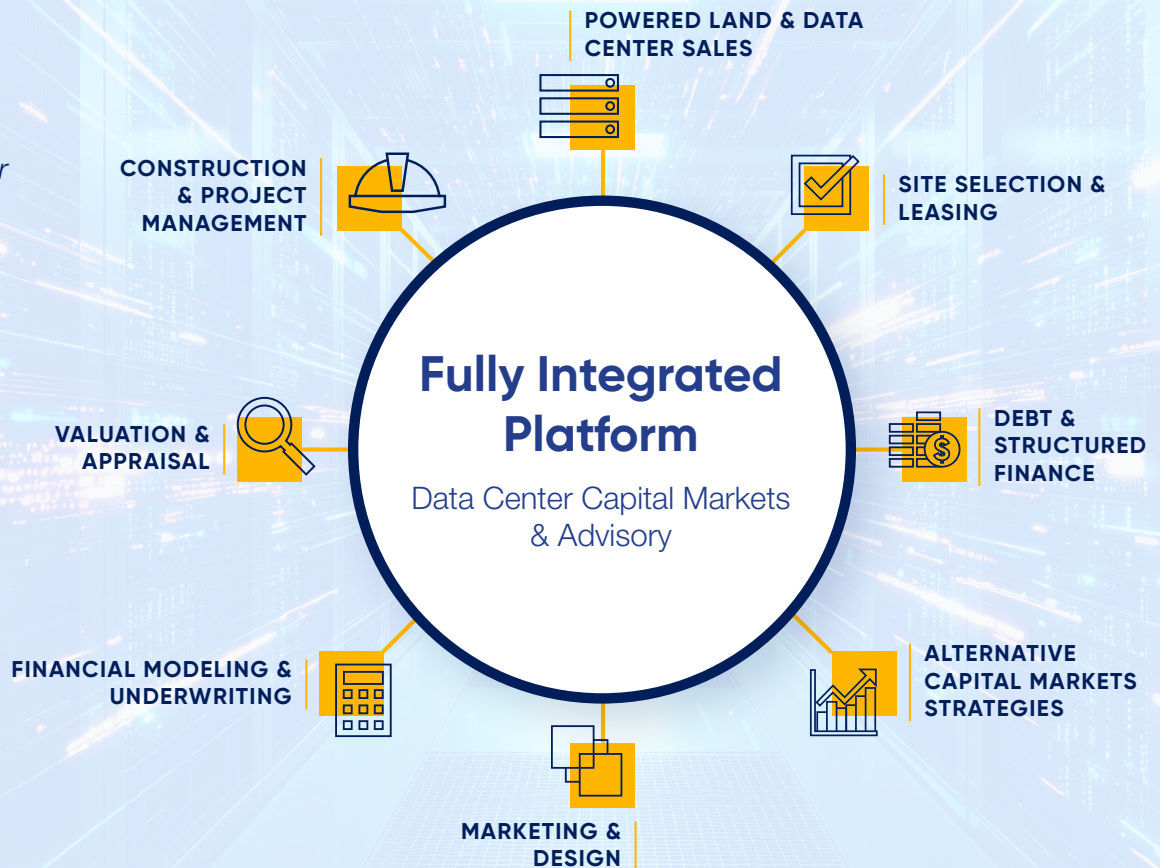 POWERED LAND & DATA
CENTER SALES
SITE SELECTION &
LEASING
DEBT &
STRUCTURED
FINANCE
ALTERNATIVE
CAPITAL MARKETS
STRATEGIES
MARKETING &
DESIGN
FINANCIAL MODELING &
UNDERWRITING
VALUATION &
APPRAISAL
CONSTRUCTION
& PROJECT
MANAGEMENT
Fully Integrated
Platform
Data Center Capital Markets
& Advisory